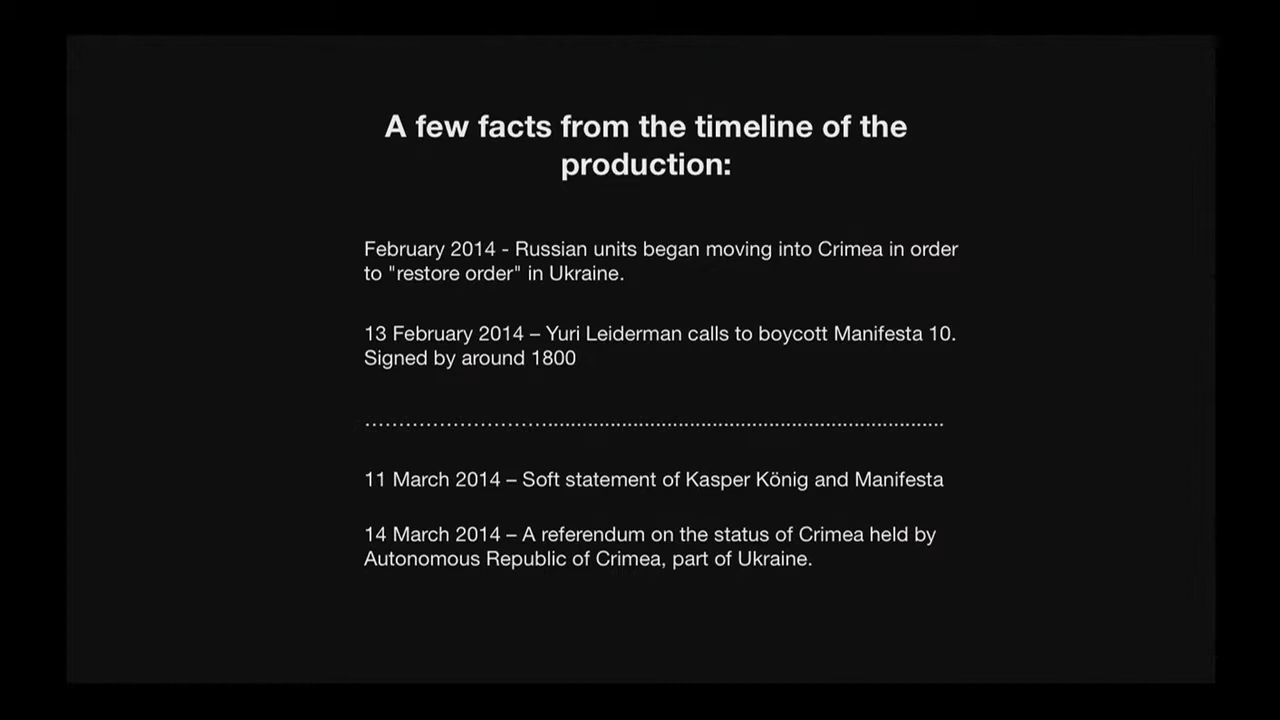 A few facts from the timeline of the
production:
February 2014 - Russian units began moving into Crimea in order
to "restore order" in Ukraine.
13 February 2014 – Yuri Leiderman calls to boycott Manifesta 10.
Signed by around 1800
................................................................................................
11 March 2014 – Soft statement of Kasper König and Manifesta
14 March 2014 – A referendum on the status of Crimea held by
Autonomous Republic of Crimea, part of Ukraine.